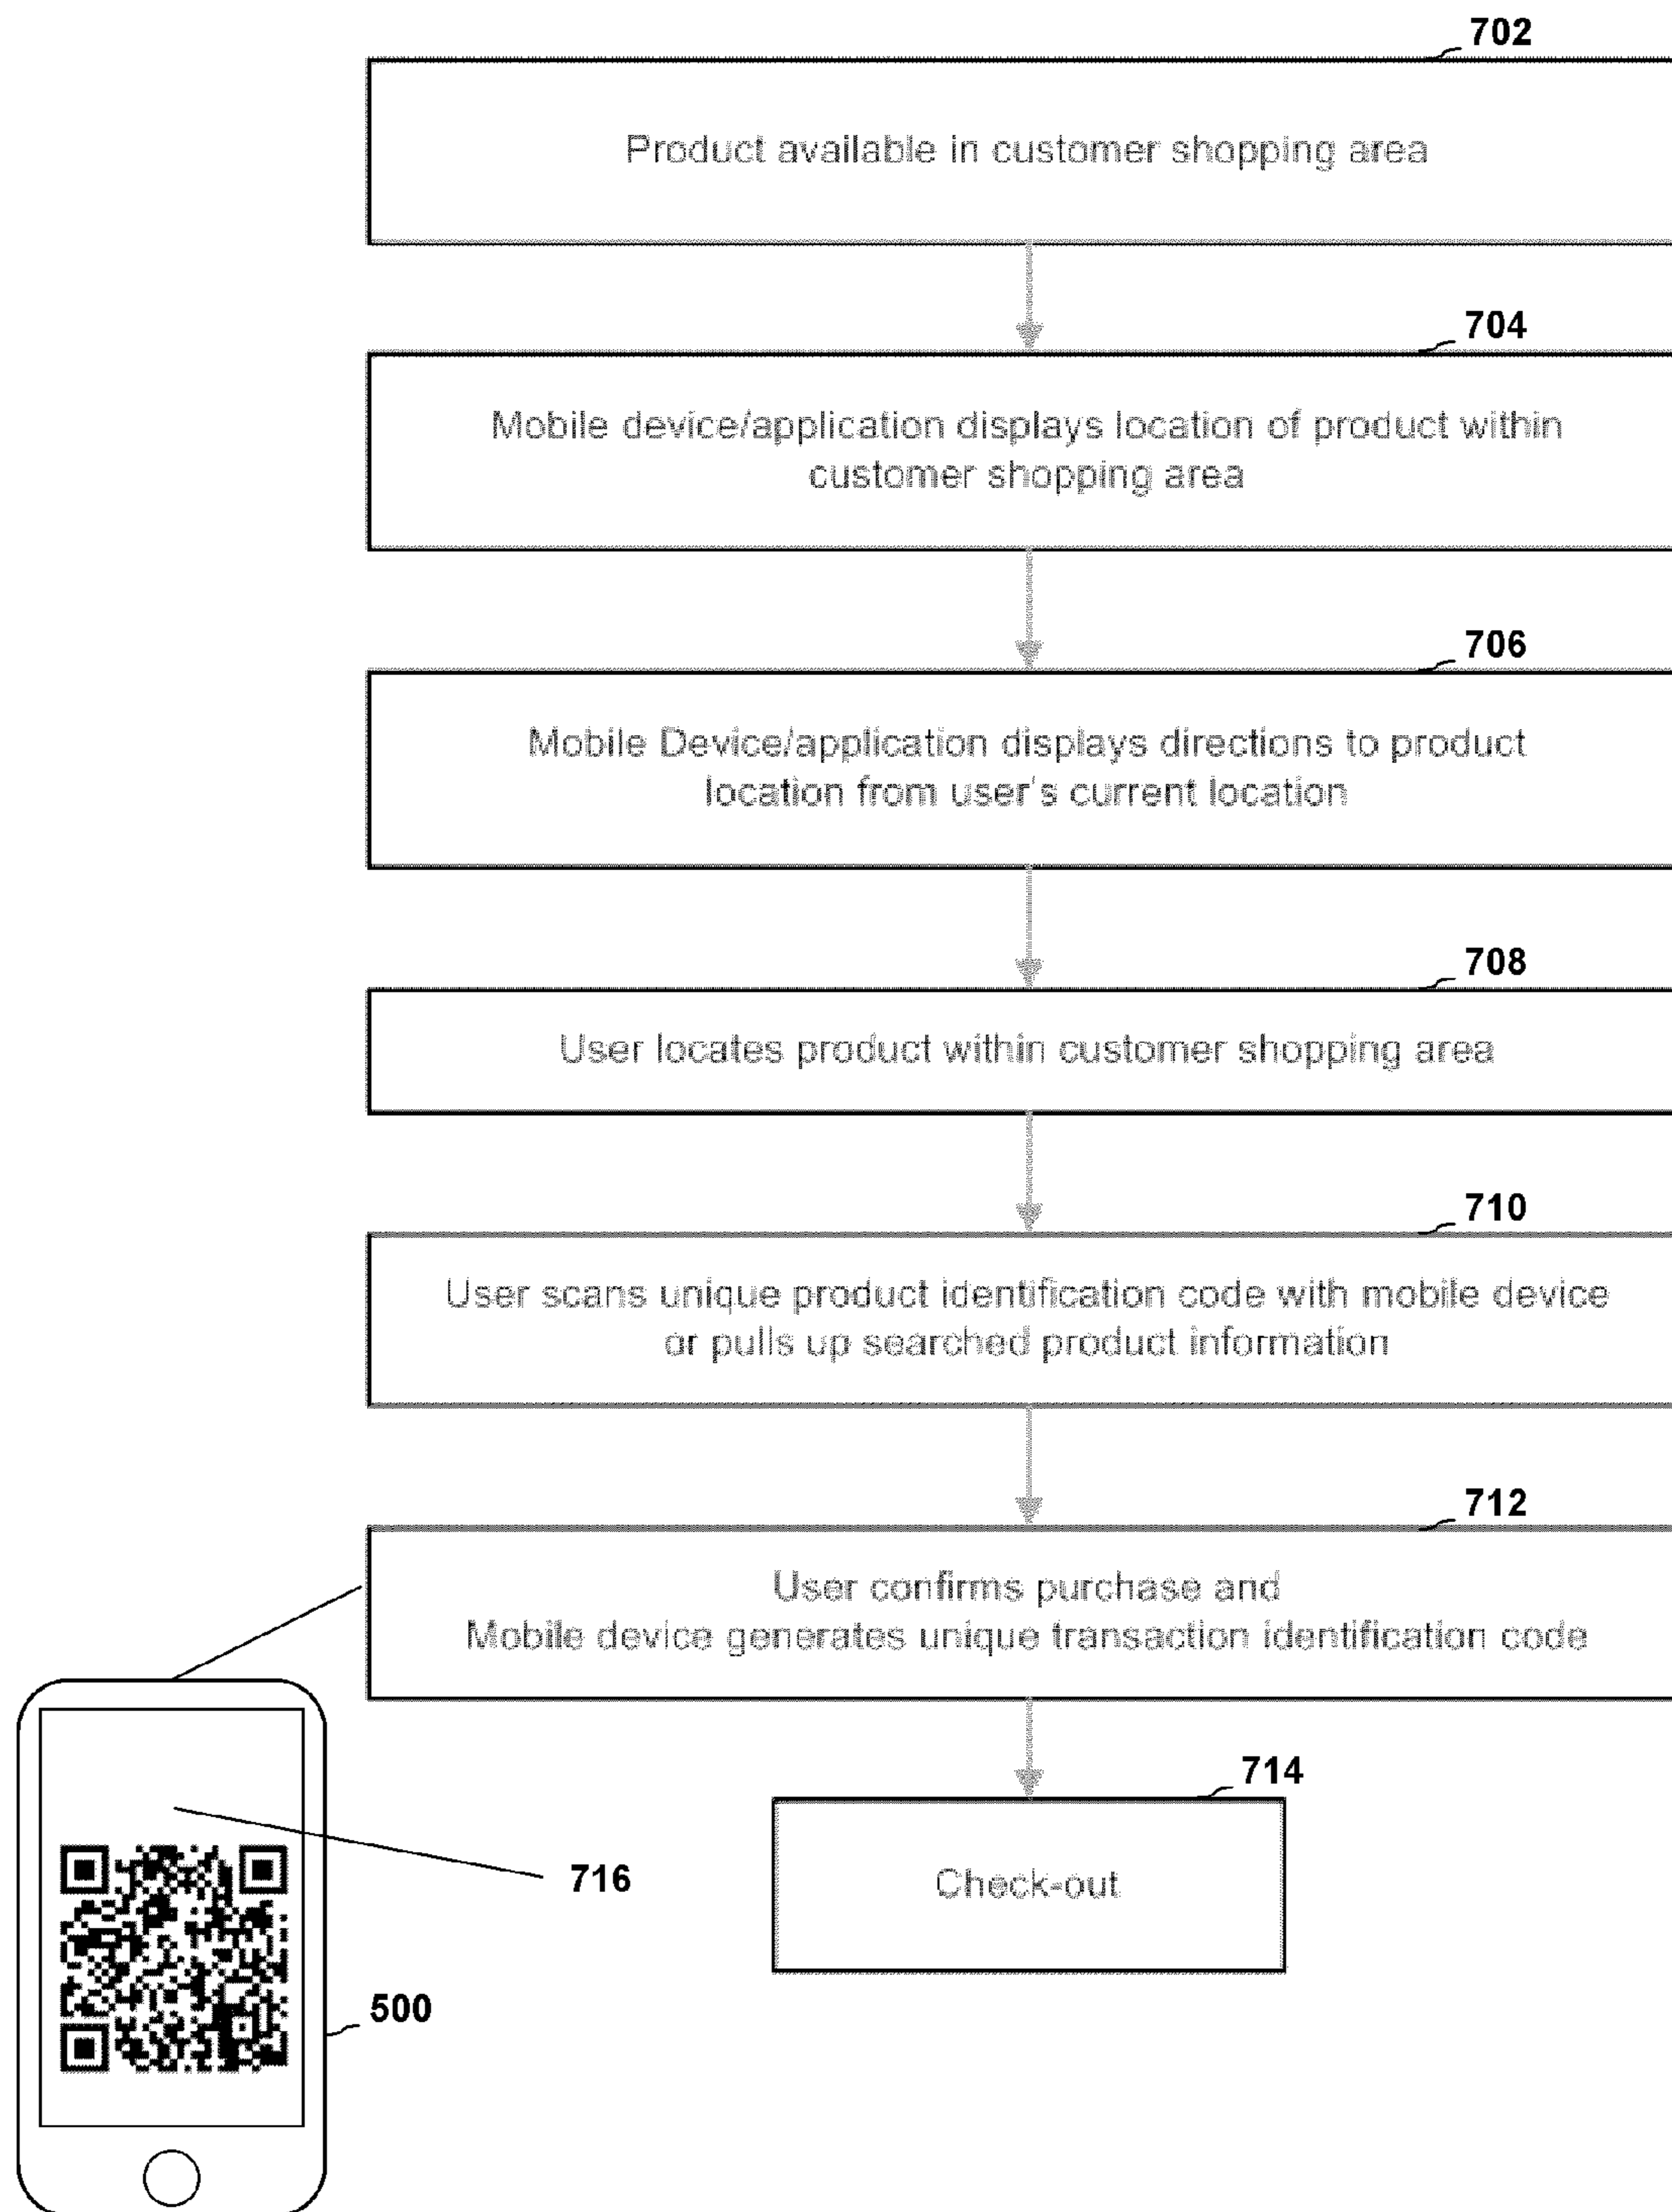 702
Product available in customer shopping area
704
Mobile device/application displays location of product within
customer shopping area
706
Mobile Device/application displays directions to product
location from user's current location
708
User locates product within customer shopping area
710
User scans unique product identification code with mobile device
or pulls up searched product information
712
User confirms purchase and
Mobile device generates unique transaction identification code
714
Check-out
716
500